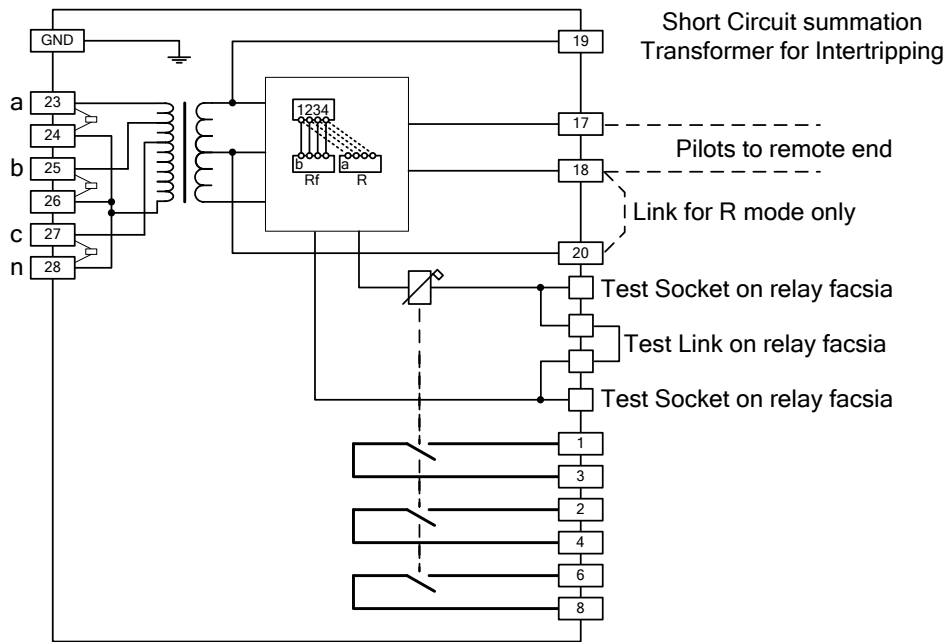 Short Circuit summation
Transformer for Intertripping
GND
19
a 23
24
b 25
26
c 27
n 28
1234
b
a
Rf
R
17
Pilots to remote end
18
Link for R mode only
20
Test Socket on relay facsia
Test Link on relay facsia
Test Socket on relay facsia
1
3
2
4
6
8